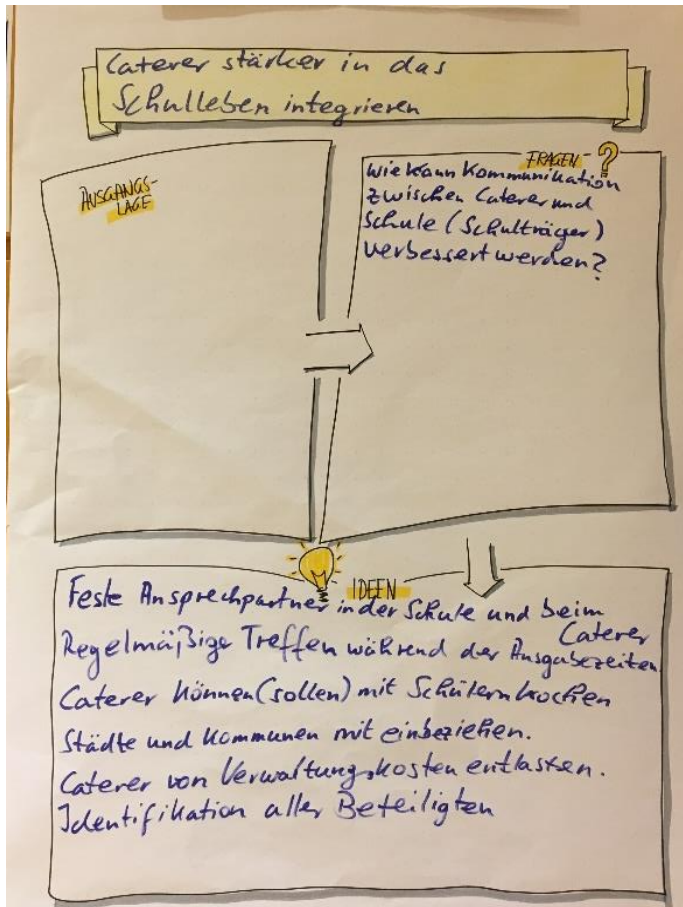 Caterer stärker in das
Schulleben integrieren
AUSGANGS-
LAGE
FRAGEN ?
Wie kann Kommunikation
zwischen Caterer und
Schule (Schulträger)
verbessert werden?
IDEEN
Feste Ansprechpartner in der Schule und beim
Caterer
Regelmäßige Treffen während der Ausgabezeiten
Caterer können (sollen) mit Schülern kochen
Städte und Kommunen mit einbeziehen.
Caterer von Verwaltungskosten entlasten.
Identifikation aller Beteiligten